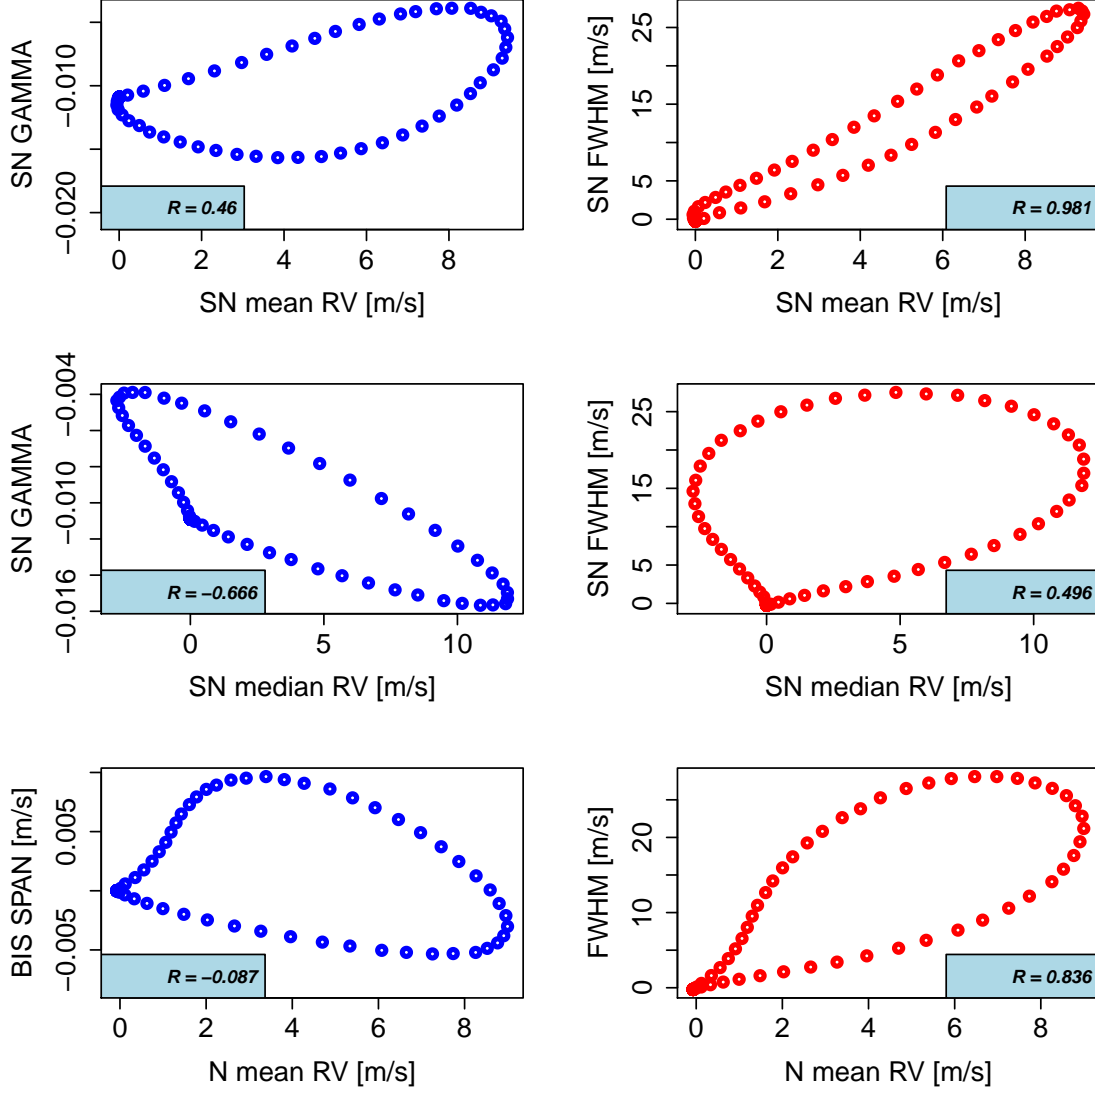 SN GAMMA
−0.010
−0.020
R = 0.46
0 2 4 6 8
SN mean RV [m/s]
SN FWHM [m/s]
25
15
5
0
R = 0.981
0 2 4 6 8
SN mean RV [m/s]
SN GAMMA
−0.004
−0.010
−0.010
−0.016
−0.016
R = −0.666
0 5 10
SN median RV [m/s]
SN FWHM [m/s]
25
15
5
0
R = 0.496
0 5 10
SN median RV [m/s]
BIS SPAN [m/s]
0.005
−0.005
R = −0.087
0 2 4 6 8
N mean RV [m/s]
FWHM [m/s]
20
10
0
R = 0.836
0 2 4 6 8
N mean RV [m/s]